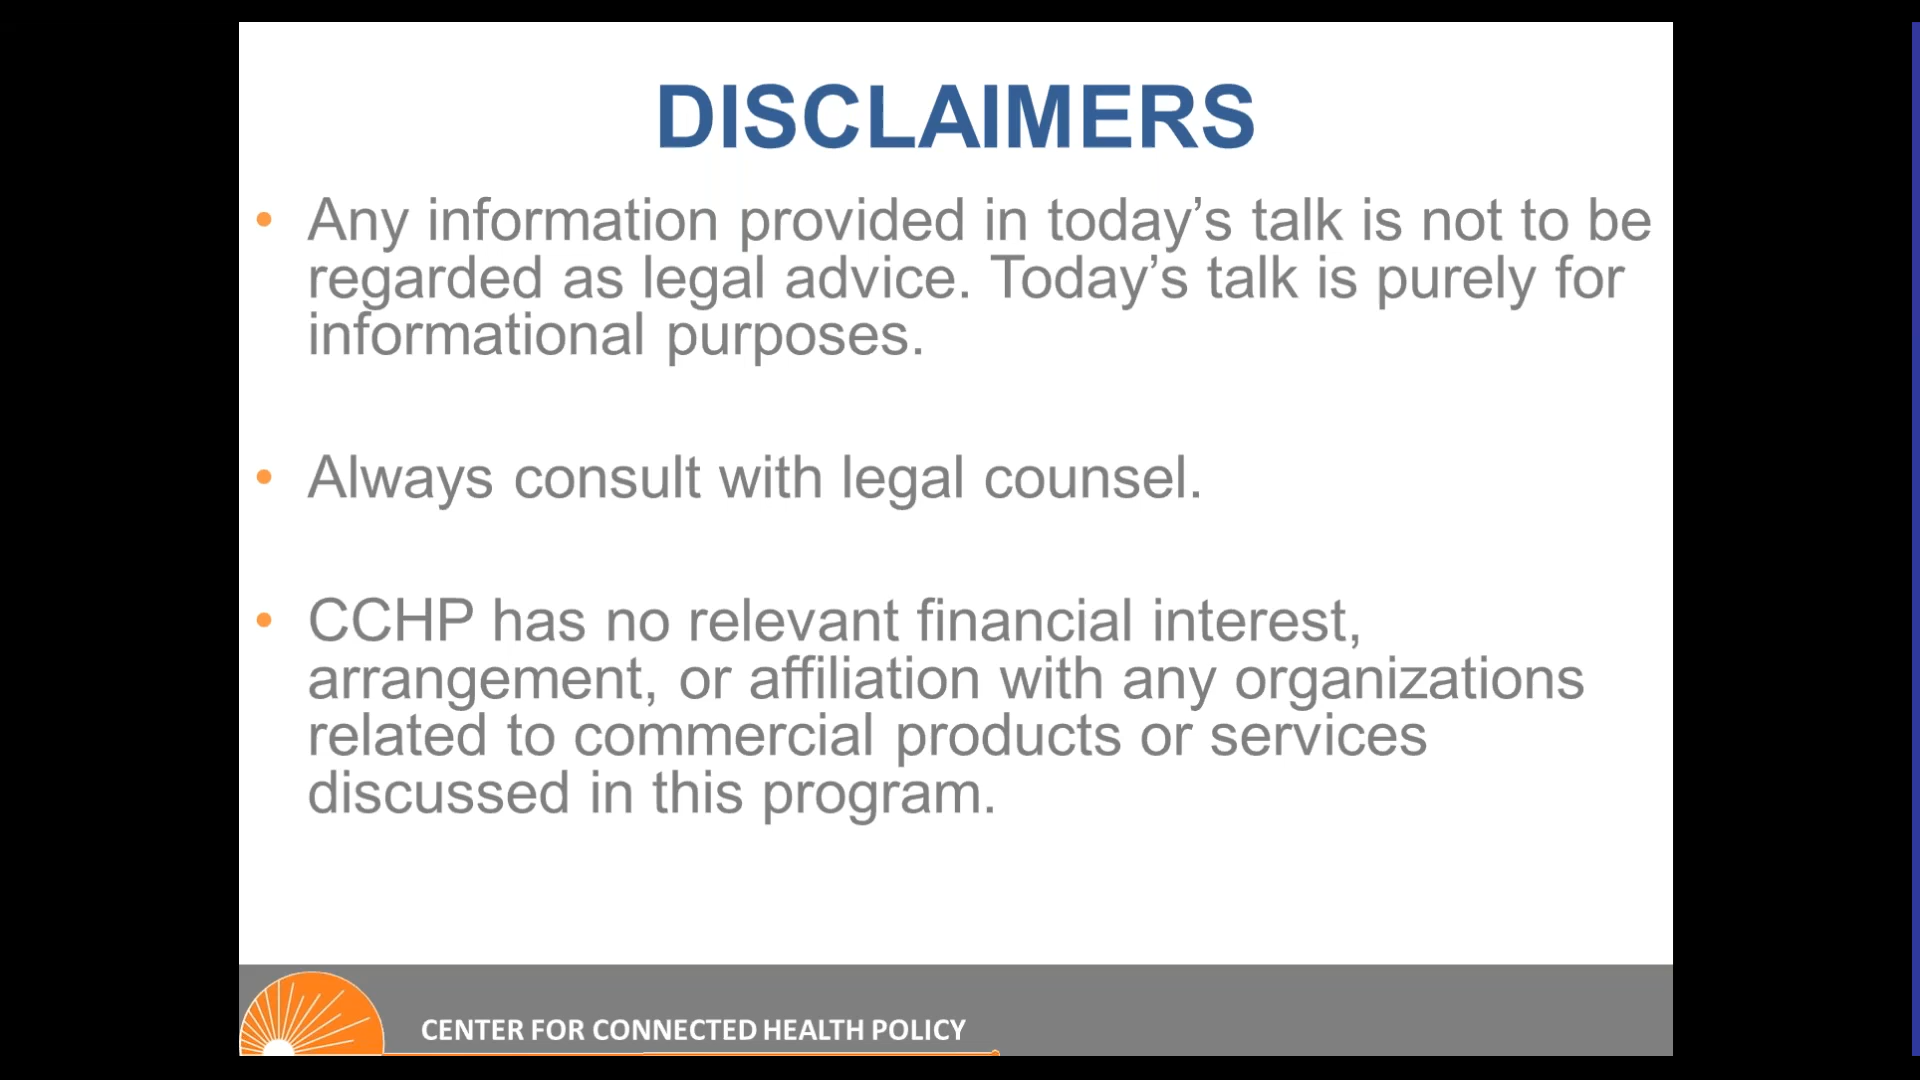 DISCLAIMERS
• Any information provided in today’s talk is not to be
regarded as legal advice. Today’s talk is purely for
informational purposes.
• Always consult with legal counsel.
• CCHP has no relevant financial interest,
arrangement, or affiliation with any organizations
related to commercial products or services
discussed in this program.
CENTER FOR CONNECTED HEALTH POLICY